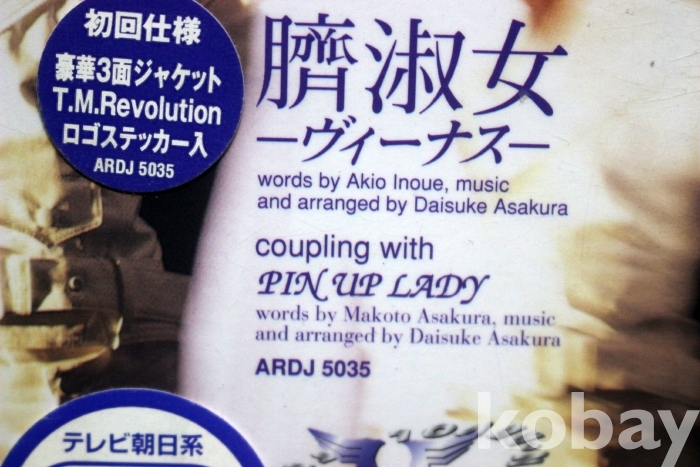 初回仕様
豪華3面ジャケット
T.M.Revolution
ロゴステッカー入
ARDJ 5035
臍淑女
―ヴィーナス―
words by Akio Inoue, music
and arranged by Daisuke Asakura
coupling with
PIN UP LADY
words by Makoto Asakura, music
and arranged by Daisuke Asakura
ARDJ 5035
テレビ朝日系
kobay